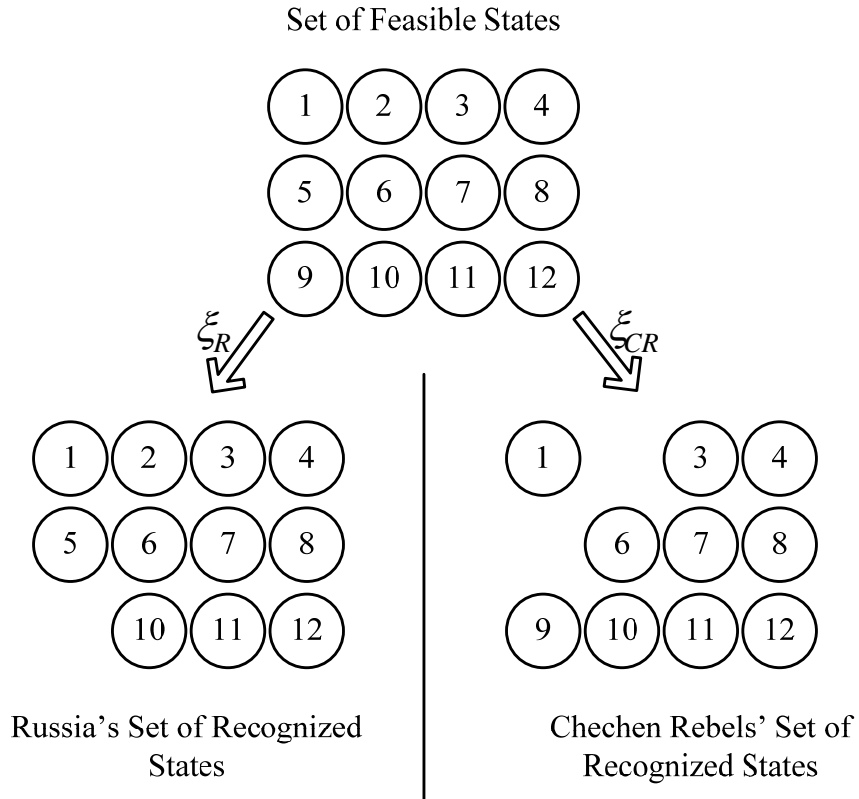 Set of Feasible States
1 2 3 4
5 6 7 8
9 10 11 12
ξR ξCR
1 2 3 4
5 6 7 8
10 11 12
Russia’s Set of Recognized
States
1 3 4
6 7 8
9 10 11 12
Chechen Rebels’ Set of
Recognized States